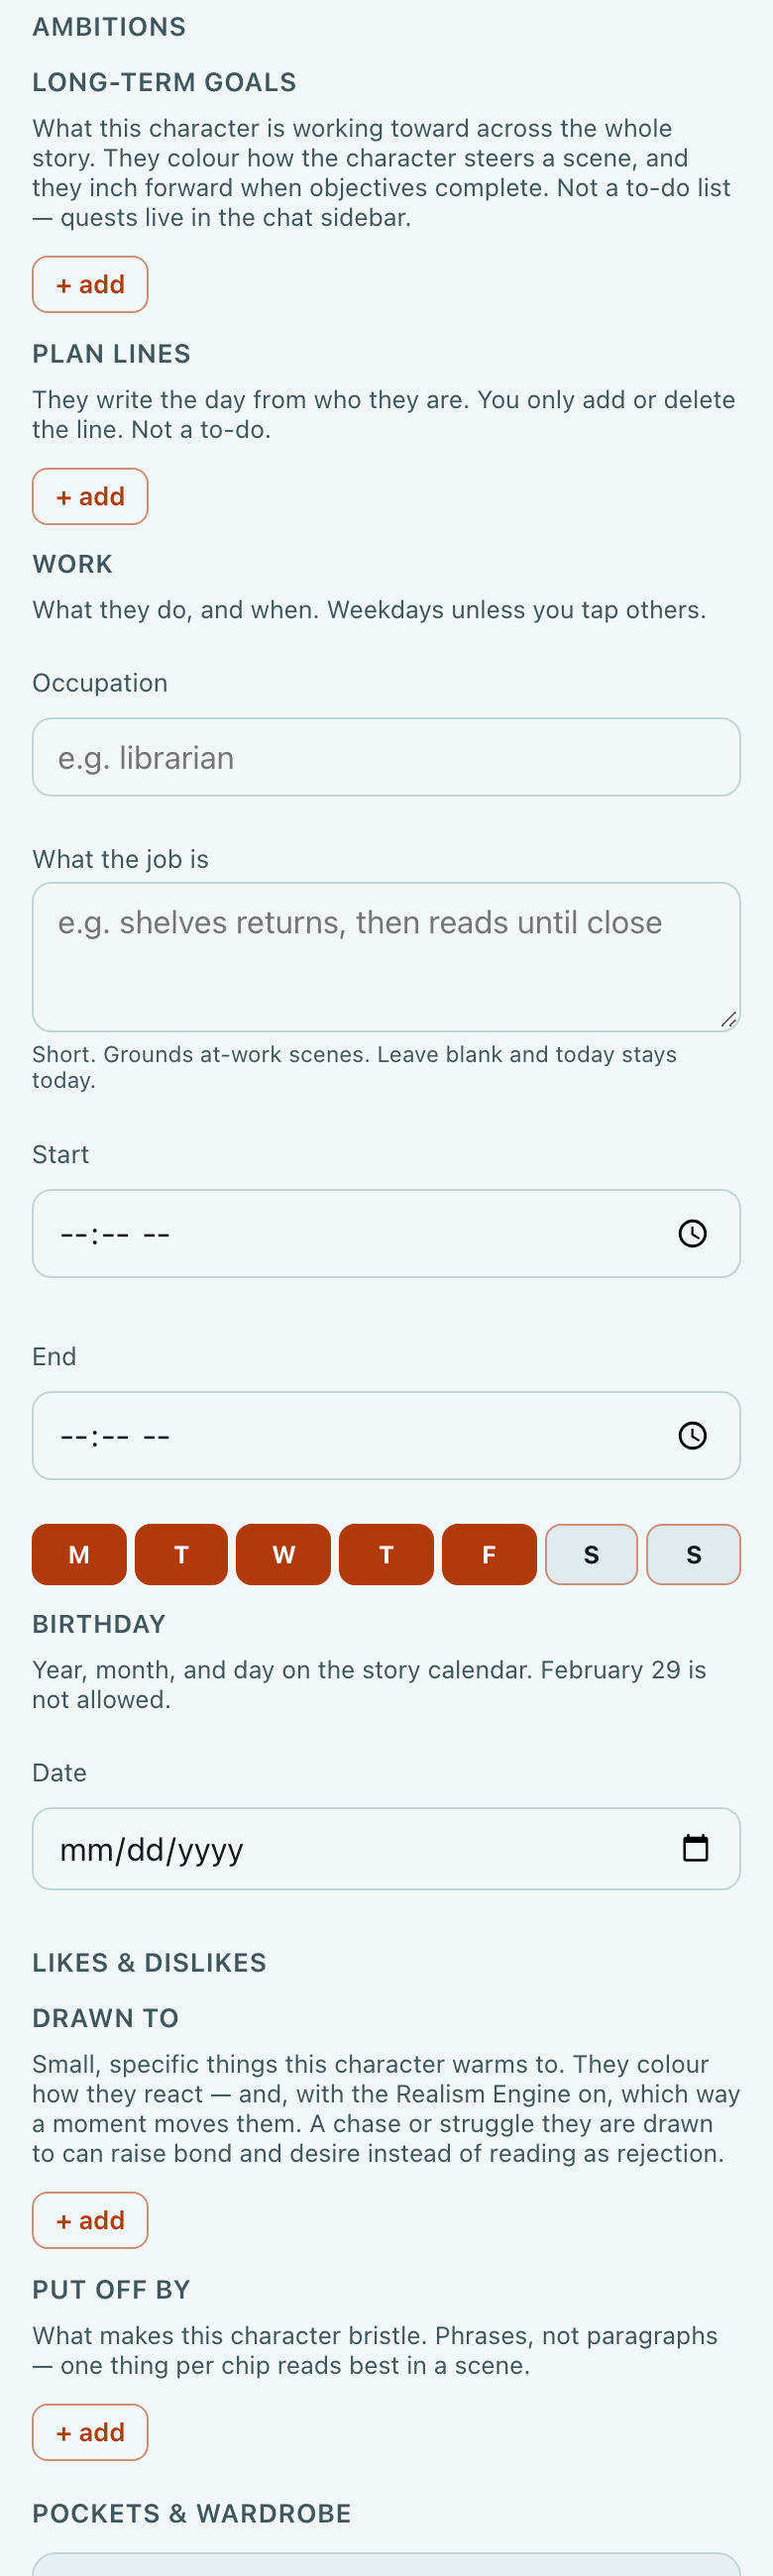 AMBITIONS
LONG-TERM GOALS
What this character is working toward across the whole
story. They colour how the character steers a scene, and
they inch forward when objectives complete. Not a to-do list
— quests live in the chat sidebar.
+ add
PLAN LINES
They write the day from who they are. You only add or delete
the line. Not a to-do.
+ add
WORK
What they do, and when. Weekdays unless you tap others.
Occupation
e.g. librarian
What the job is
e.g. shelves returns, then reads until close
Short. Grounds at-work scenes. Leave blank and today stays
today.
Start
--:-- --
End
--:-- --
M T W T F S S
BIRTHDAY
Year, month, and day on the story calendar. February 29 is
not allowed.
Date
mm/dd/yyyy
LIKES & DISLIKES
DRAWN TO
Small, specific things this character warms to. They colour
how they react — and, with the Realism Engine on, which way
a moment moves them. A chase or struggle they are drawn
to can raise bond and desire instead of reading as rejection.
+ add
PUT OFF BY
What makes this character bristle. Phrases, not paragraphs
— one thing per chip reads best in a scene.
+ add
POCKETS & WARDROBE